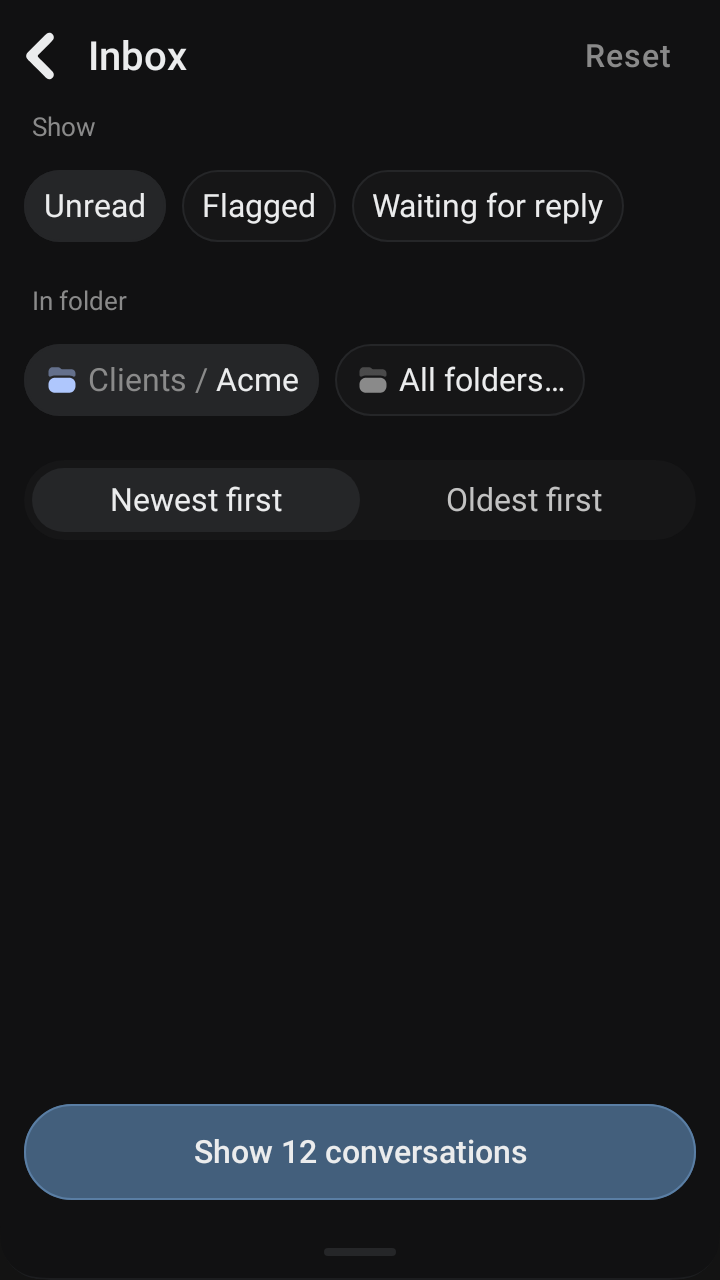 Inbox
Reset
Show
Unread
Flagged
Waiting for reply
In folder
Clients / Acme
All folders…
Newest first
Oldest first
Show 12 conversations